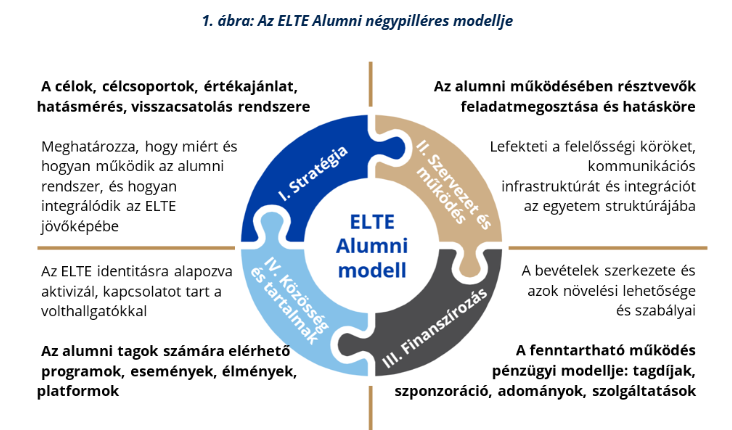 1. ábra: Az ELTE Alumni négypilléres modellje
A célok, célcsoportok, értékajánlat,
hatásmérés, visszacsatolás rendszere
Meghatározza, hogy miért és
hogyan működik az alumni
rendszer, és hogyan
integrálódik az ELTE
jövőképébe
Az alumni működésében résztvevők
feladatmegosztása és hatásköre
Lefekteti a felelősségi köröket,
kommunikációs
infrastruktúrát és integrációt
az egyetem struktúrájába
I. Stratégia
II. Szervezet és
működés
ELTE
Alumni
modell
IV. Közösség
és tartalmak
III. Finanszírozás
Az ELTE identitásra alapozva
aktivizál, kapcsolatot tart a
volthallgatókkal
Az alumni tagok számára elérhető
programok, események, élmények,
platformok
A bevételek szerkezete és
azok növelési lehetősége
és szabályai
A fenntartható működés
pénzügyi modellje: tagdíjak,
szponzoráció, adományok, szolgáltatások